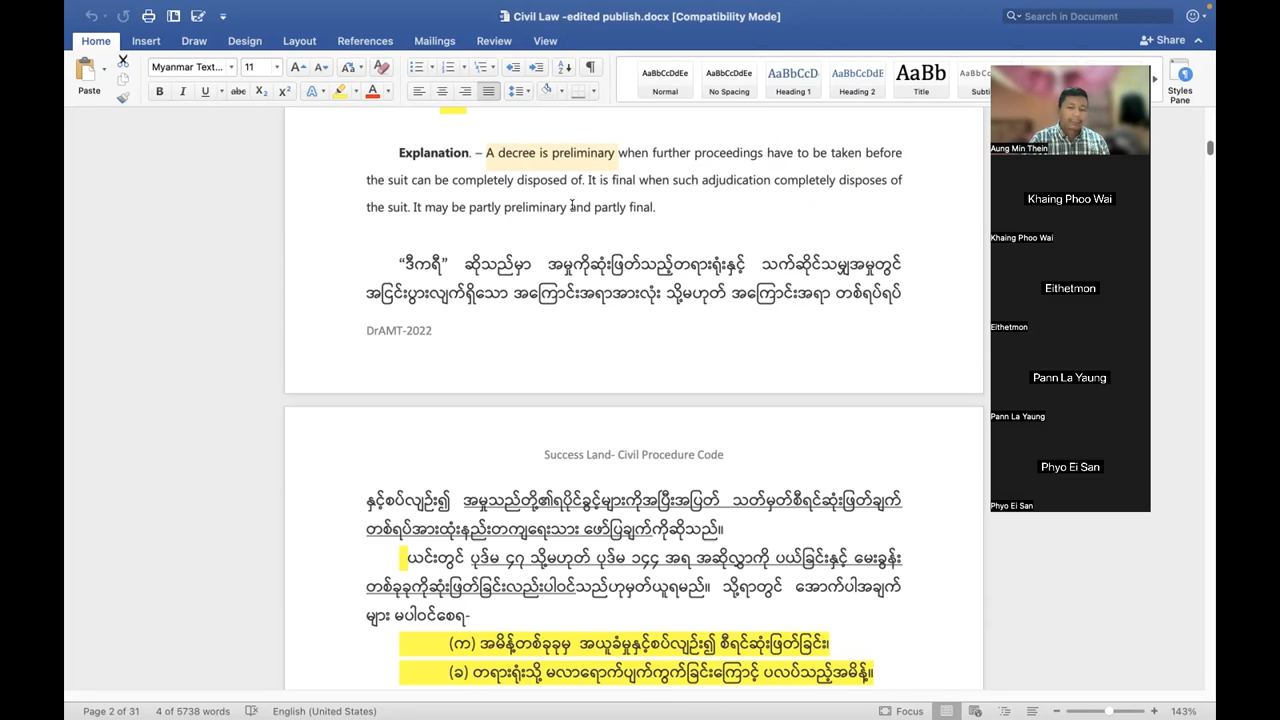 Civil Law -edited publish.docx [Compatibility Mode]
Search in Document
Home Insert Draw Design Layout References Mailings Review View
Share
Paste
Myanmar Text... 11
AaBbCcDdEe AaBbCcDdEe AaBbCcD AaBbCcDdE AaBb AaBbC
Normal No Spacing Heading 1 Heading 2 Title Subti
Styles
Pane
Explanation. – A decree is preliminary when further proceedings have to be taken before
the suit can be completely disposed of. It is final when such adjudication completely disposes of
the suit. It may be partly preliminary and partly final.
“ဒီကရီ” ဆိုသည်မှာ အမှုကိုဆုံးဖြတ်သည့်တရားရုံးနှင့် သက်ဆိုင်သမျှအမှုတွင်
အငြင်းပွားလျက်ရှိသော အကြောင်းအရာအားလုံး သို့မဟုတ် အကြောင်းအရာ တစ်ရပ်ရပ်
DrAMT-2022
Success Land- Civil Procedure Code
နှင့်စပ်လျဉ်း၍ အမှုသည်တို့၏ရပိုင်ခွင့်များကိုအပြီးအပြတ် သတ်မှတ်စီရင်ဆုံးဖြတ်ချက်
တစ်ရပ်အားထုံးနည်းတကျရေးသား ဖော်ပြချက်ကိုဆိုသည်။
ယင်းတွင် ပုဒ်မ ၄၇ သို့မဟုတ် ပုဒ်မ ၁၄၄ အရ အဆိုလွှာကို ပယ်ခြင်းနှင့် မေးခွန်း
တစ်ခုခုကိုဆုံးဖြတ်ခြင်းလည်းပါဝင်သည်ဟုမှတ်ယူရမည်။ သို့ရာတွင် အောက်ပါအချက်
များ မပါဝင်စေရ-
(က) အမိန့်တစ်ခုခုမှ အယူခံမှုနှင့်စပ်လျဉ်း၍ စီရင်ဆုံးဖြတ်ခြင်း၊
(ခ) တရားရုံးသို့ မလာရောက်ပျက်ကွက်ခြင်းကြောင့် ပလပ်သည့်အမိန့်။
Aung Min Thein
Khaing Phoo Wai
Khaing Phoo Wai
Eithetmon
Eithetmon
Pann La Yaung
Pann La Yaung
Phyo Ei San
Phyo Ei San
Page 2 of 31 4 of 5738 words English (United States) Focus 143%